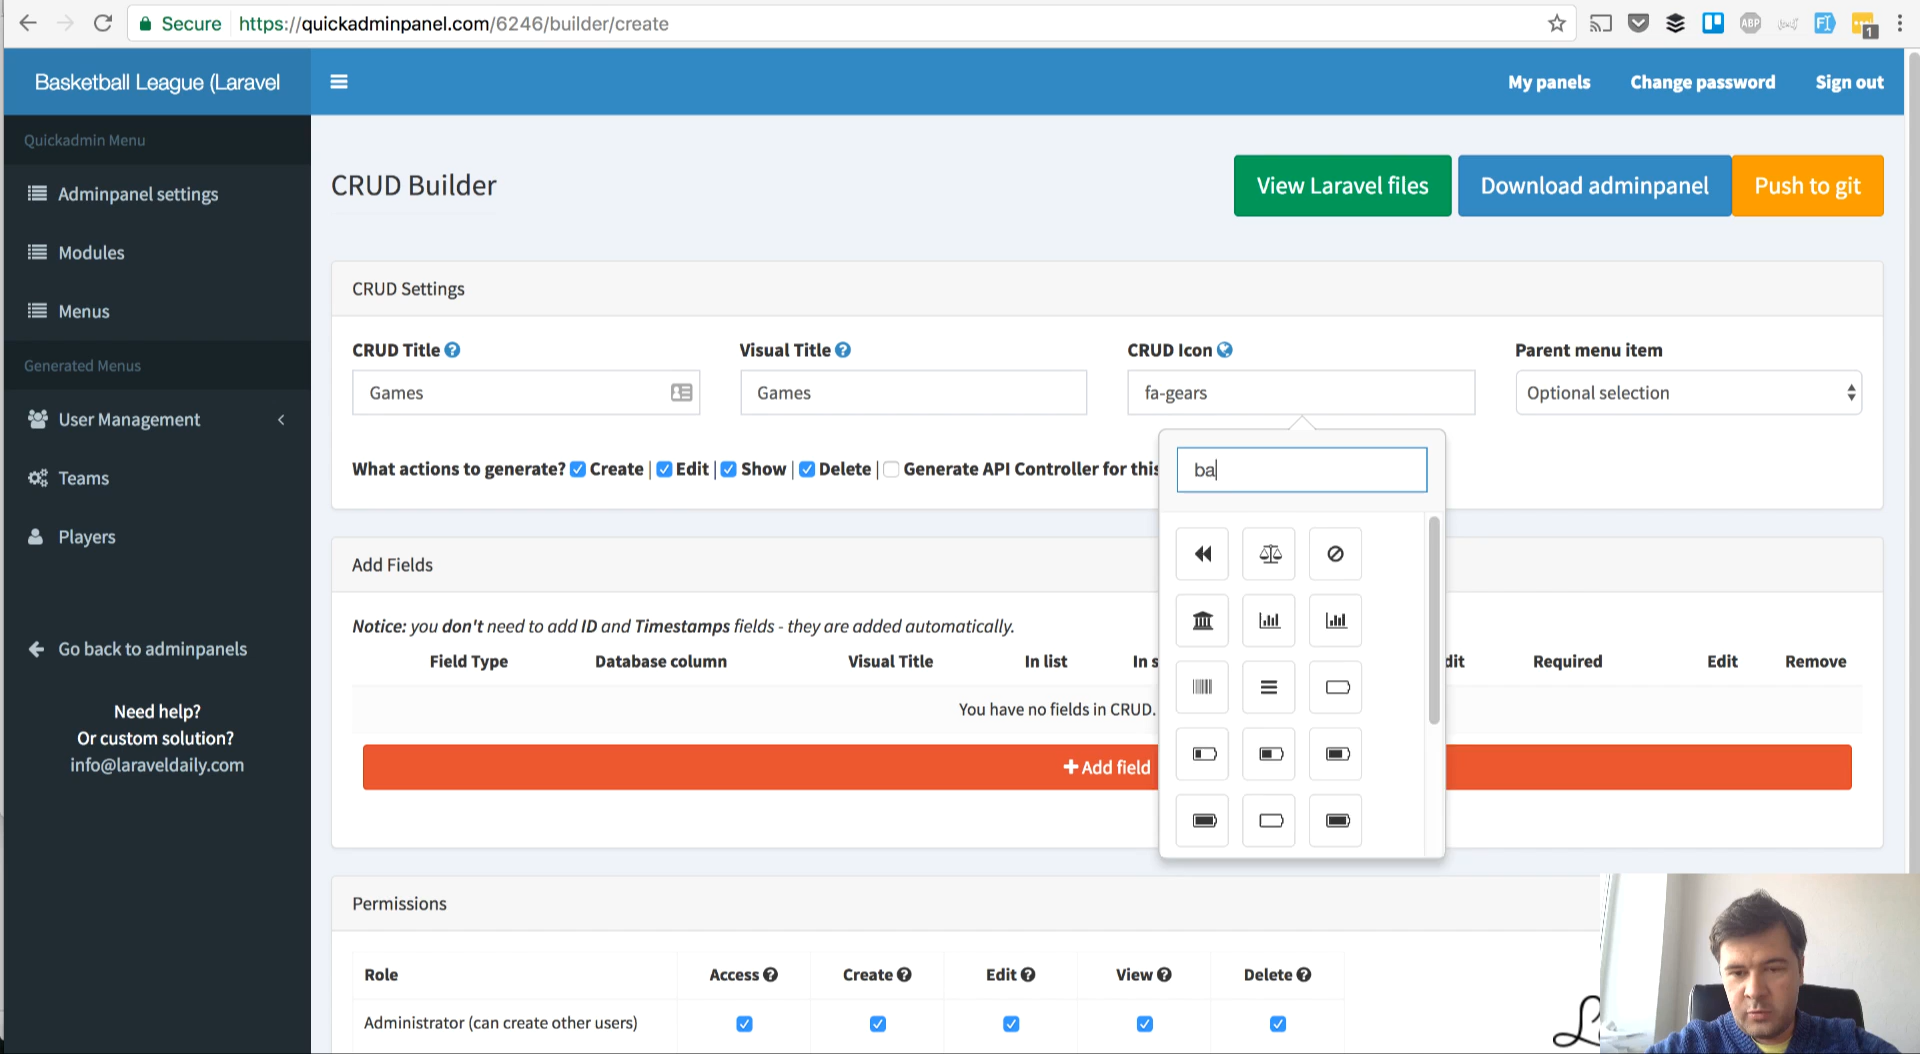 Secure https://quickadminpanel.com/6246/builder/create
ABP
1
Basketball League (Laravel
My panels
Change password
Sign out
Quickadmin Menu
Adminpanel settings
Modules
Menus
Generated Menus
User Management
Teams
Players
Go back to adminpanels
Need help?
Or custom solution?
info@laraveldaily.com
CRUD Builder
View Laravel files
Download adminpanel
Push to git
CRUD Settings
CRUD Title
Visual Title
CRUD Icon
Parent menu item
Games
Games
fa-gears
Optional selection
What actions to generate? Create | Edit | Show | Delete | Generate API Controller for this
ba
Add Fields
Notice: you don't need to add ID and Timestamps fields - they are added automatically.
Field Type Database column Visual Title In list In s dit Required Edit Remove
You have no fields in CRUD.
Add field
Permissions
Role Access Create Edit View Delete
Administrator (can create other users)